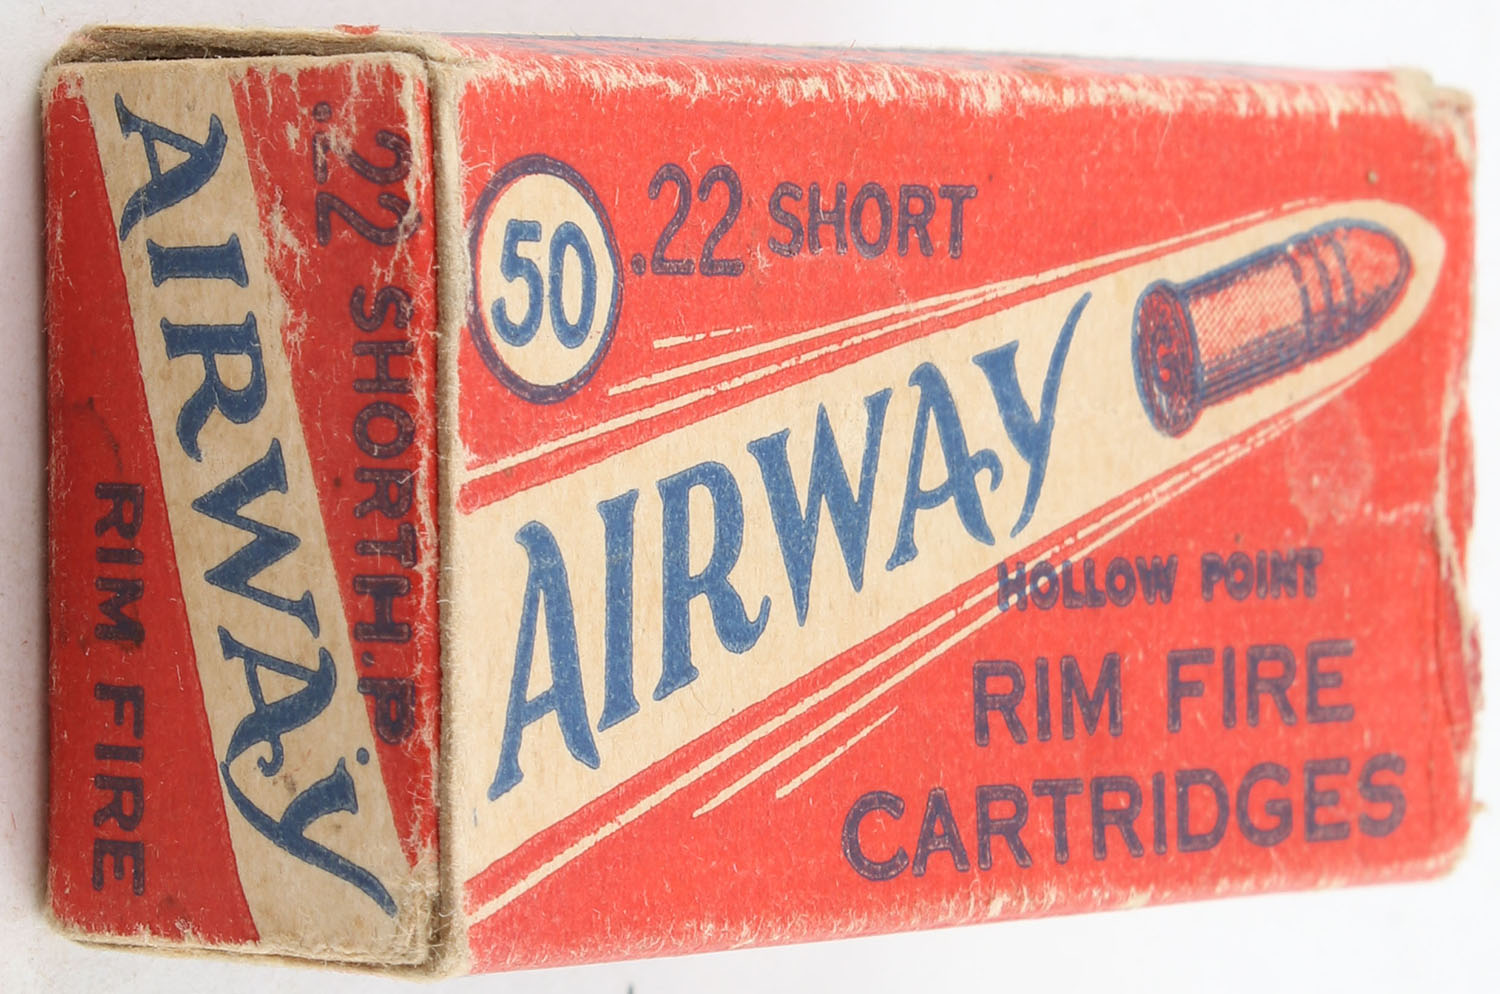 50
.22 SHORT
AIRWAY
HOLLOW POINT
RIM FIRE
CARTRIDGES
.22 SHORT H.P
AIRWAY
RIM FIRE